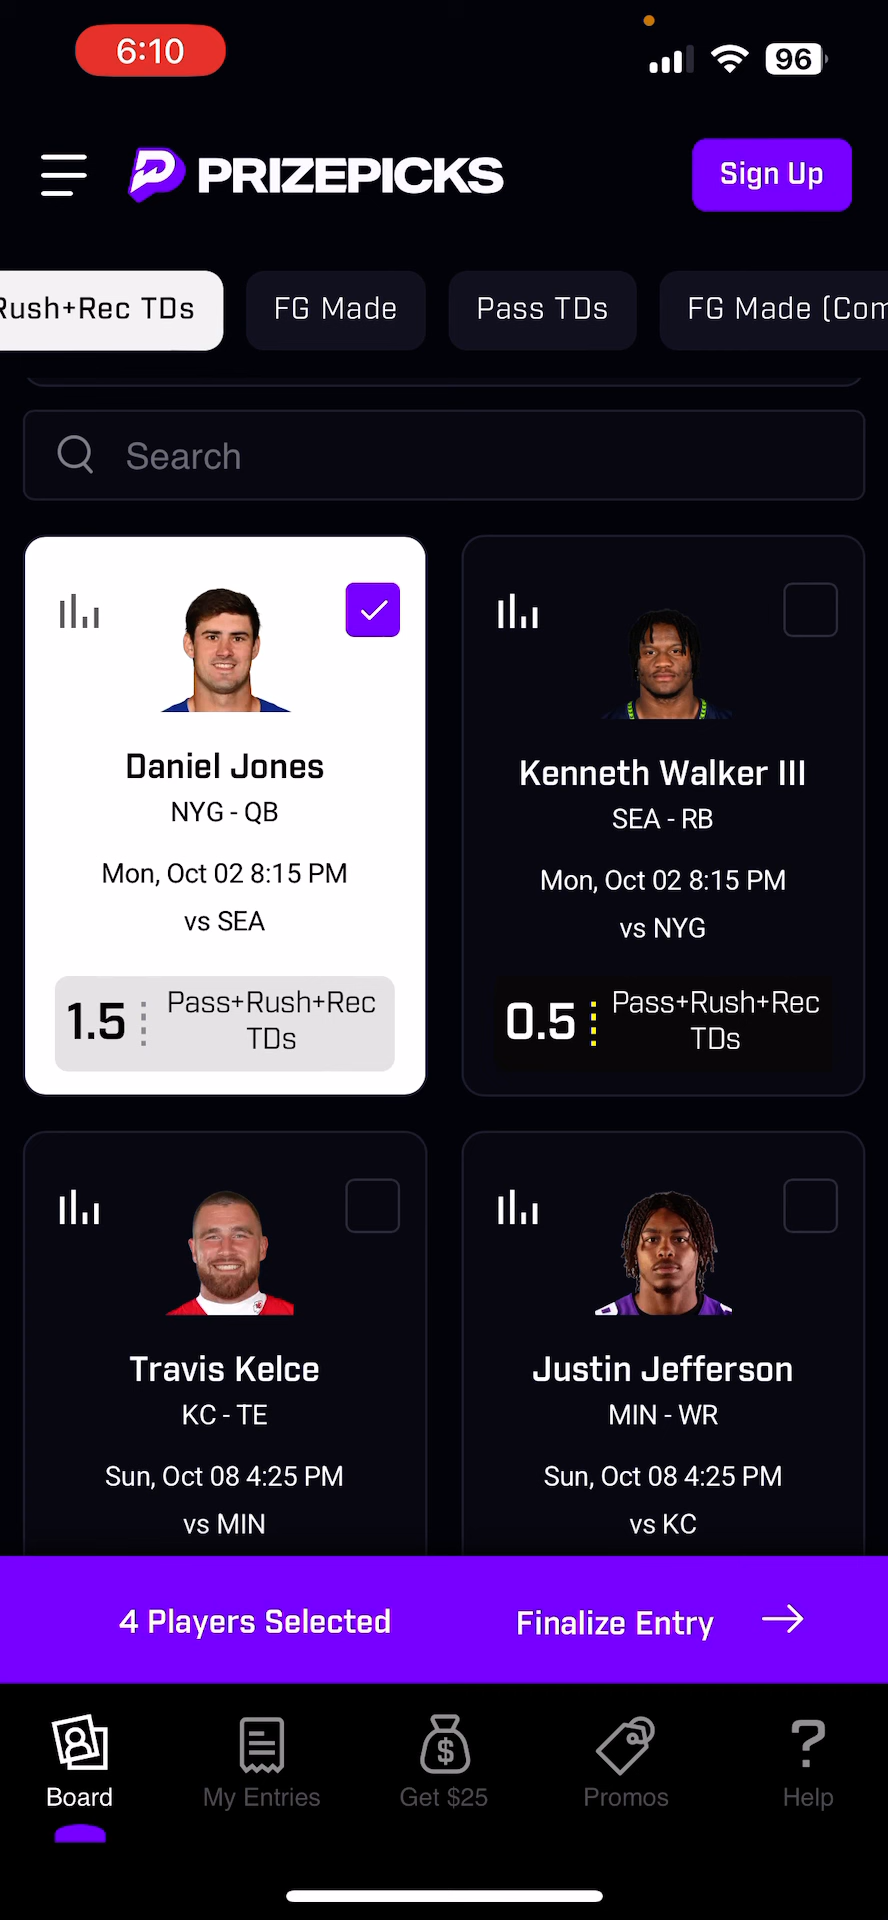 6:10
96
PRIZEPICKS
Sign Up
Rush+Rec TDs
FG Made
Pass TDs
FG Made (Com
Search
Daniel Jones
NYG - QB
Mon, Oct 02 8:15 PM
vs SEA
1.5
Pass+Rush+Rec
TDs
Kenneth Walker III
SEA - RB
Mon, Oct 02 8:15 PM
vs NYG
0.5
Pass+Rush+Rec
TDs
Travis Kelce
KC - TE
Sun, Oct 08 4:25 PM
vs MIN
Justin Jefferson
MIN - WR
Sun, Oct 08 4:25 PM
vs KC
4 Players Selected
Finalize Entry
Board
My Entries
Get $25
Promos
Help